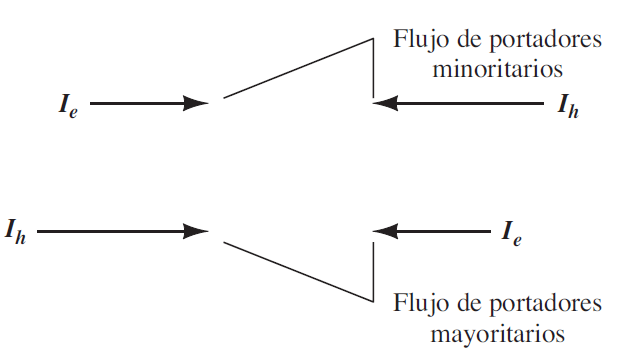 Flujo de portadores
minoritarios
Iₑ
Iₕ
Iₕ
Iₑ
Flujo de portadores
mayoritarios